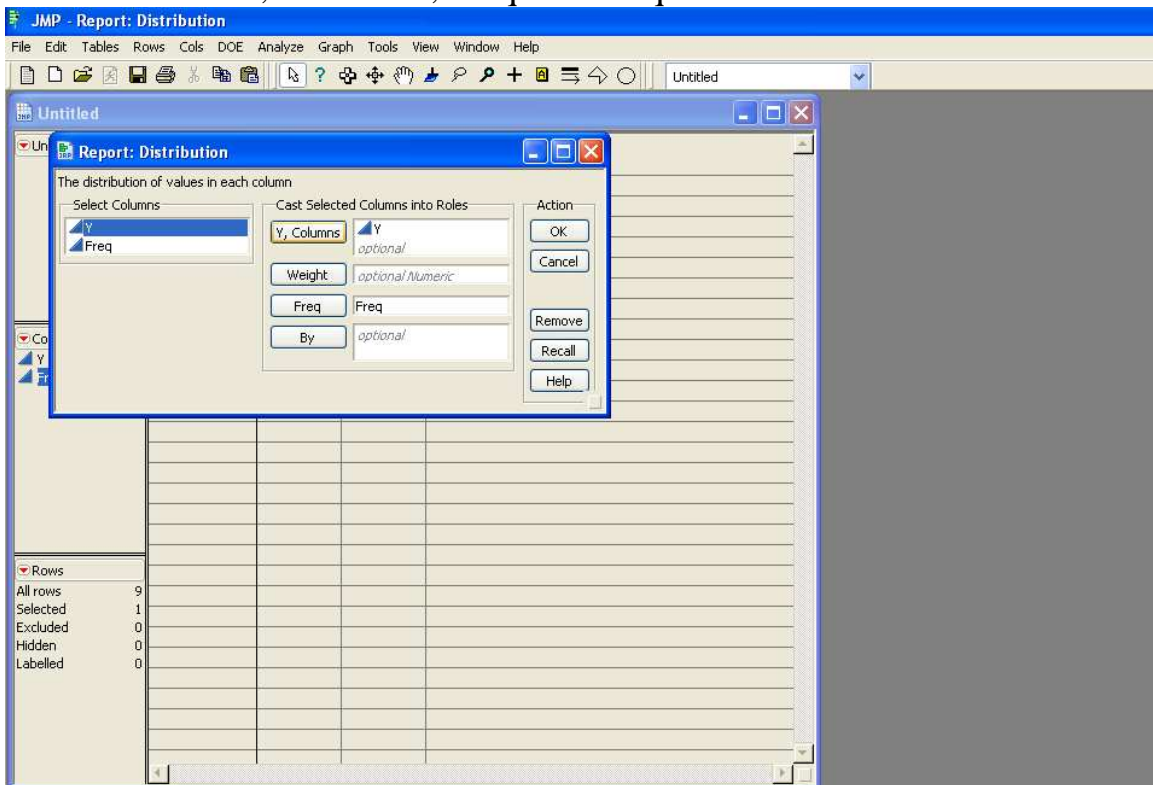 JMP - Report: Distribution
File Edit Tables Rows Cols DOE Analyze Graph Tools View Window Help
Untitled
Untitled
Un
Report: Distribution
The distribution of values in each column
Select Columns
Y
Freq
Cast Selected Columns into Roles
Y, Columns
Y
optional
Weight
optional Numeric
Freq
Freq
By
optional
Action
OK
Cancel
Remove
Recall
Help
Co
Y
Fr
Rows
All rows 9
Selected 1
Excluded 0
Hidden 0
Labelled 0